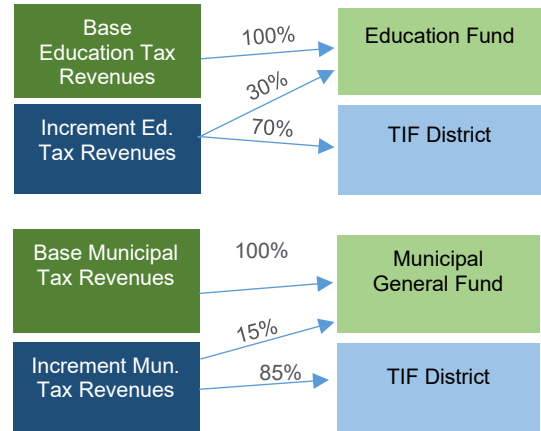 Base
Education Tax
Revenues
100%
Education Fund
30%
Increment Ed.
Tax Revenues
70%
TIF District
Base Municipal
Tax Revenues
100%
Municipal
General Fund
15%
Increment Mun.
Tax Revenues
85%
TIF District